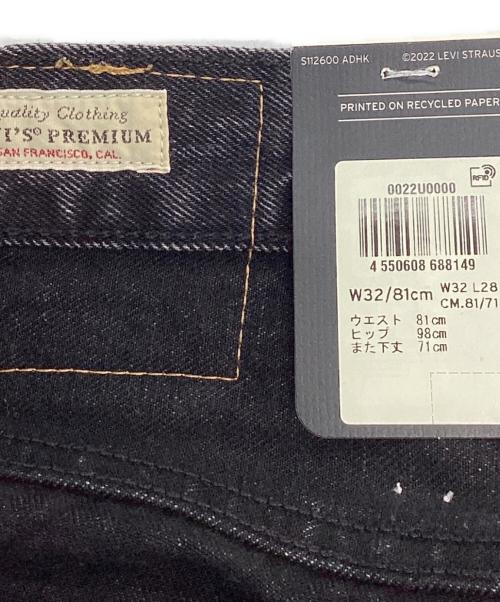 S112600 ADHK ©2022 LEVI STRAUSS
PRINTED ON RECYCLED PAPER
RFID
0022U0000
4 550608 688149
W32/81cm W32 L28
CM.81/71
ウエスト 81cm
ヒップ 98cm
また下丈 71cm
Quality Clothing
I'S® PREMIUM
SAN FRANCISCO, CAL.